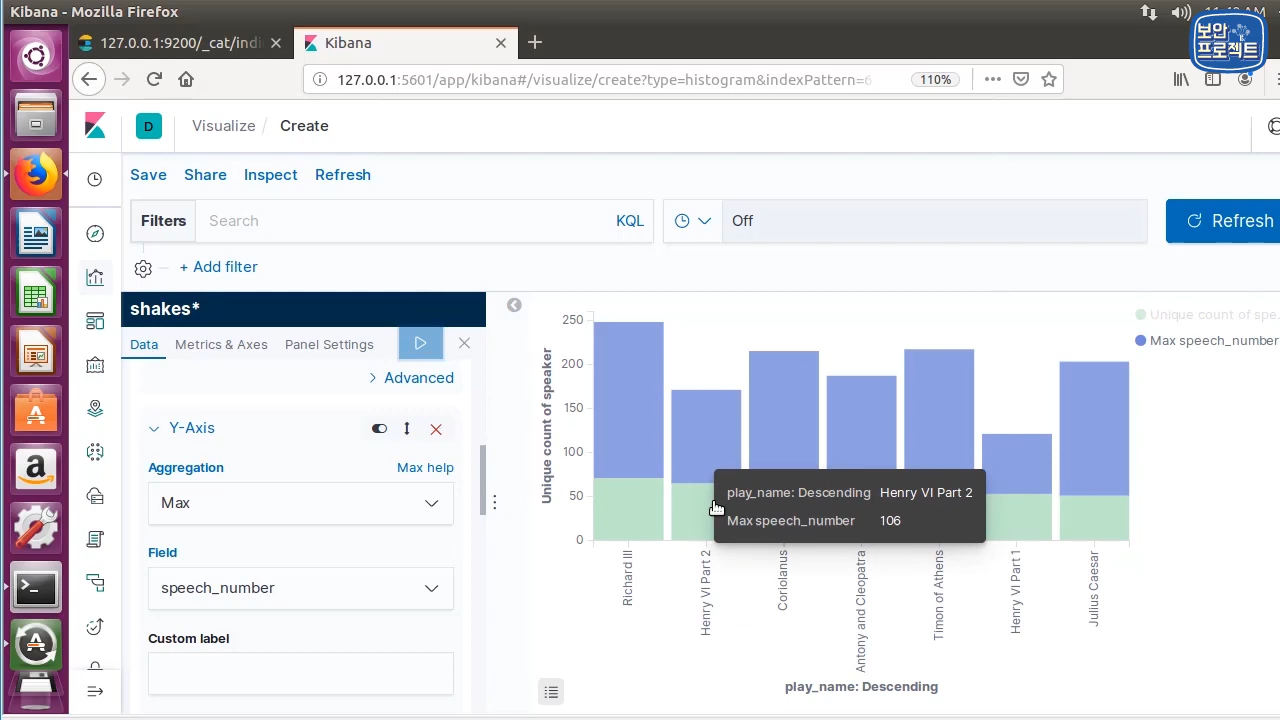 Kibana - Mozilla Firefox
보안
프로젝트
127.0.0.1:9200/_cat/indi
Kibana
127.0.0.1:5601/app/kibana#/visualize/create?type=histogram&indexPattern=6
110%
D
Visualize / Create
Save Share Inspect Refresh
Filters Search KQL Off Refresh
+ Add filter
shakes*
Data Metrics & Axes Panel Settings
Advanced
Y-Axis
Aggregation Max help
Max
Field
speech_number
Custom label
Unique count of spe...
Max speech_number
Unique count of speaker
250
200
150
100
50
0
play_name: Descending Henry VI Part 2
Max speech_number 106
Richard III
Henry VI Part 2
Coriolanus
Antony and Cleopatra
Timon of Athens
Henry VI Part 1
Julius Caesar
play_name: Descending